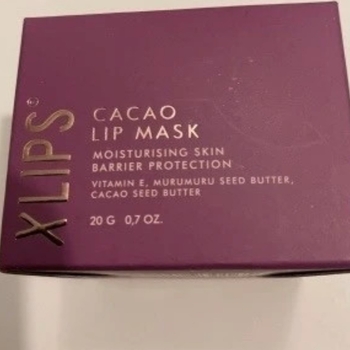 XLIPS®
CACAO
LIP MASK
MOISTURISING SKIN
BARRIER PROTECTION
VITAMIN E, MURUMURU SEED BUTTER,
CACAO SEED BUTTER
20 G 0,7 OZ.